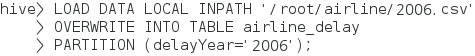 hive> LOAD DATA LOCAL INPATH '/root/airline/2006.csv'
    > OVERWRITE INTO TABLE airline_delay
    > PARTITION (delayYear='2006');